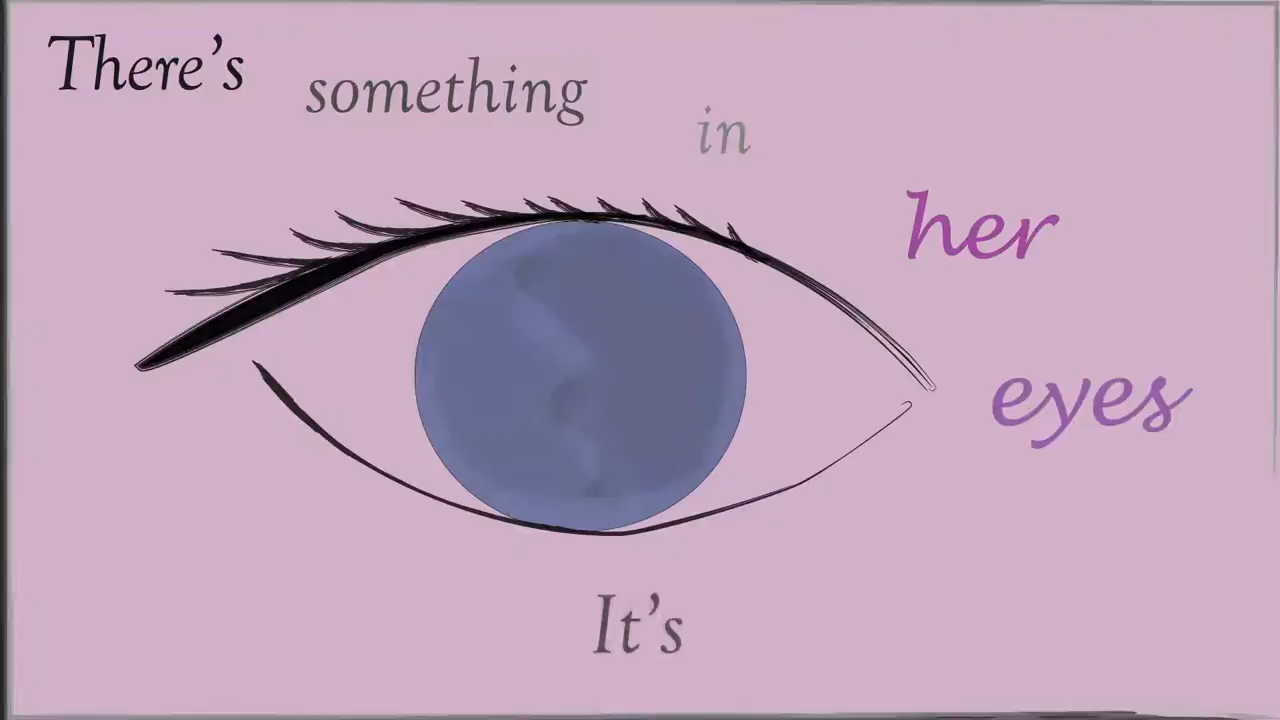 There’s
something
in
her
eyes
It’s